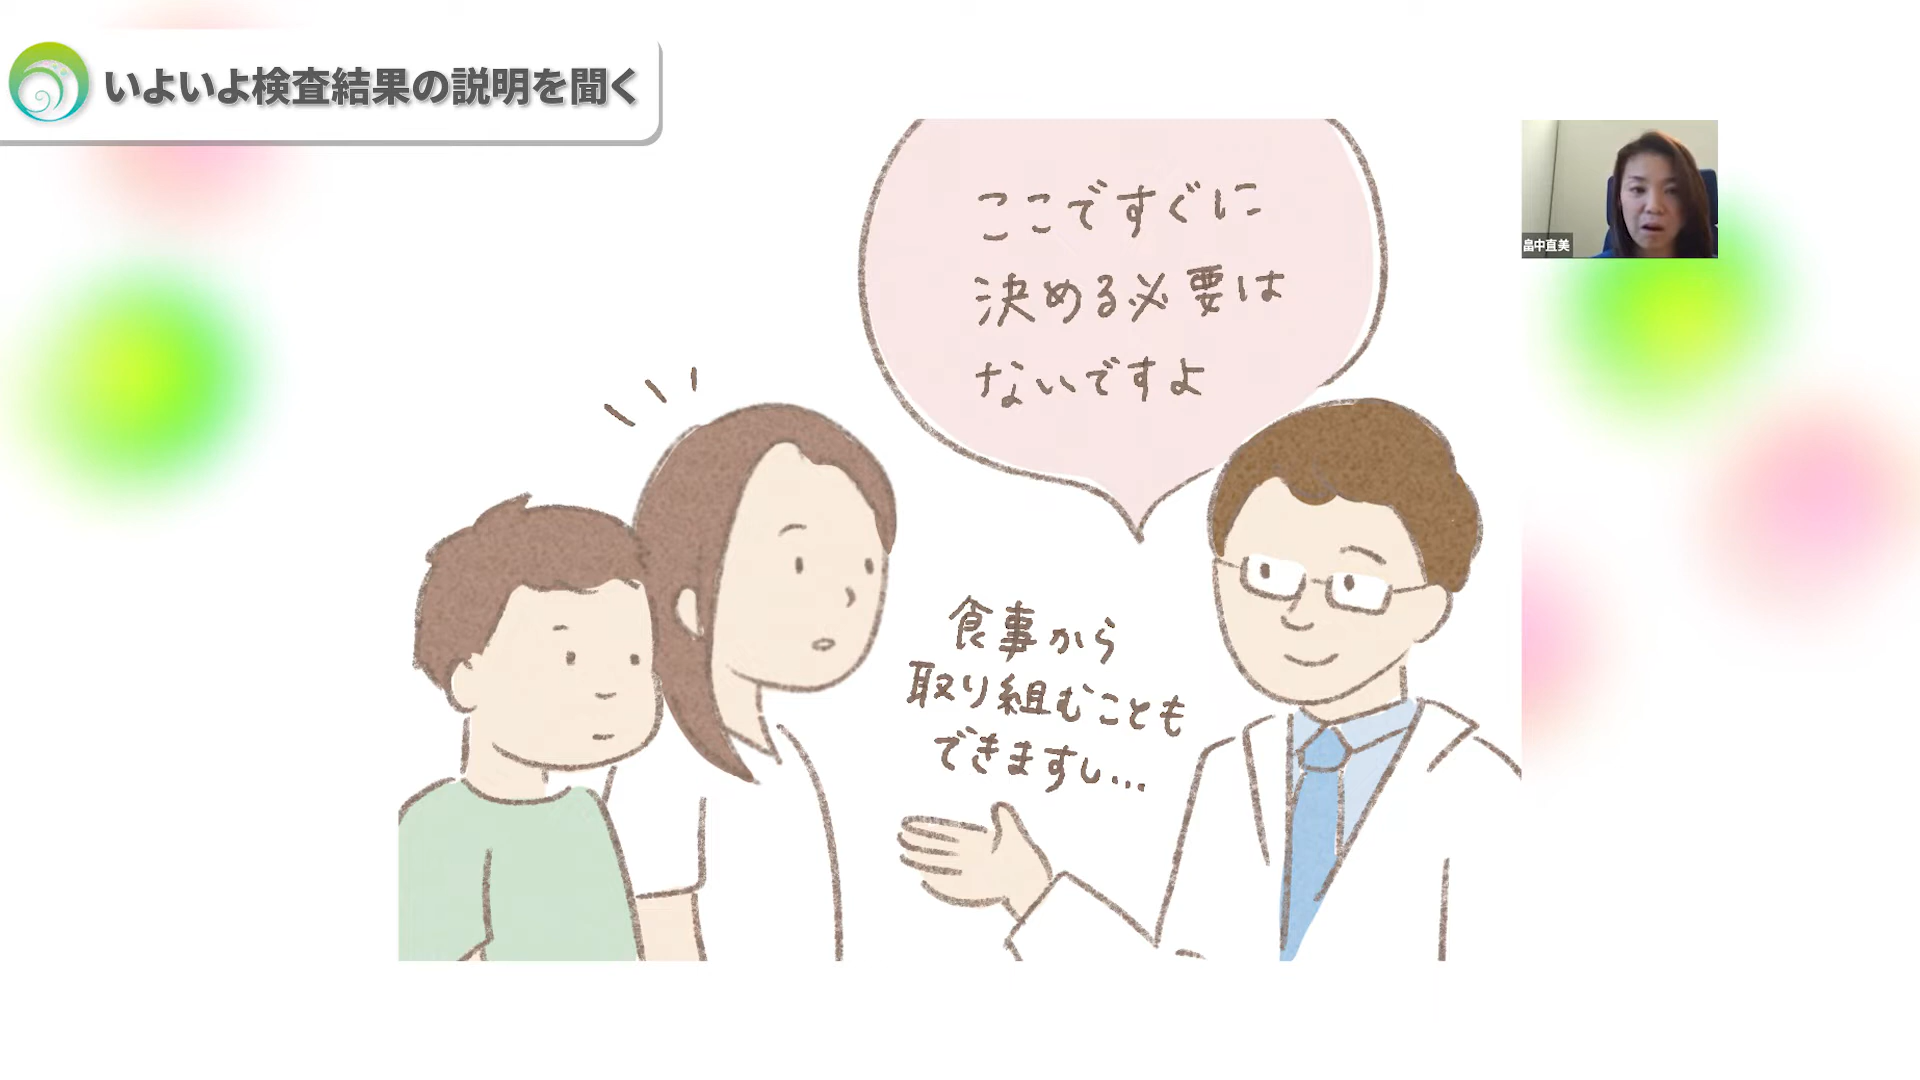 いよいよ検査結果の説明を聞く
ここですぐに
決める必要は
ないですよ
畠中直美
食事から
取り組むことも
できますし…